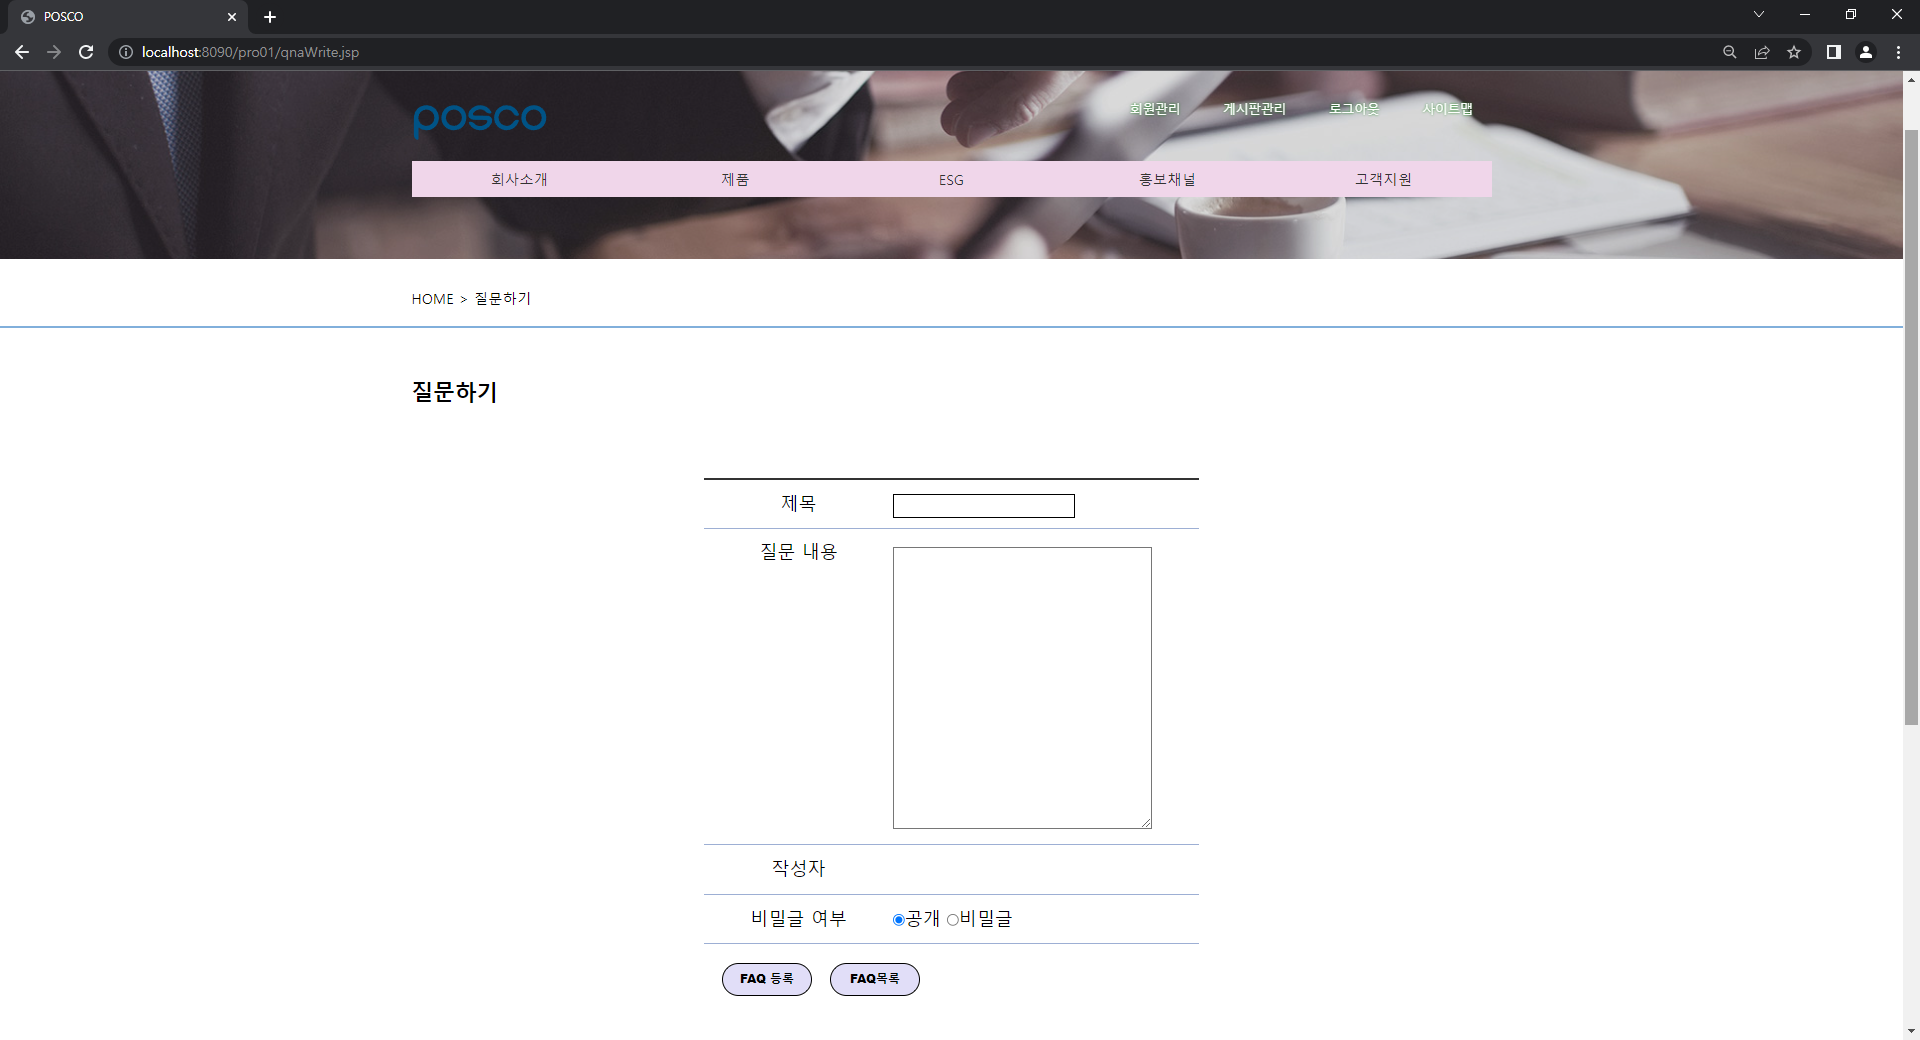 POSCO
localhost:8090/pro01/qnaWrite.jsp
posco
회원관리 게시판관리 로그아웃 사이트맵
회사소개 제품 ESG 홍보채널 고객지원
HOME > 질문하기
질문하기
제목
질문 내용
작성자
비밀글 여부 공개 비밀글
FAQ 등록 FAQ목록